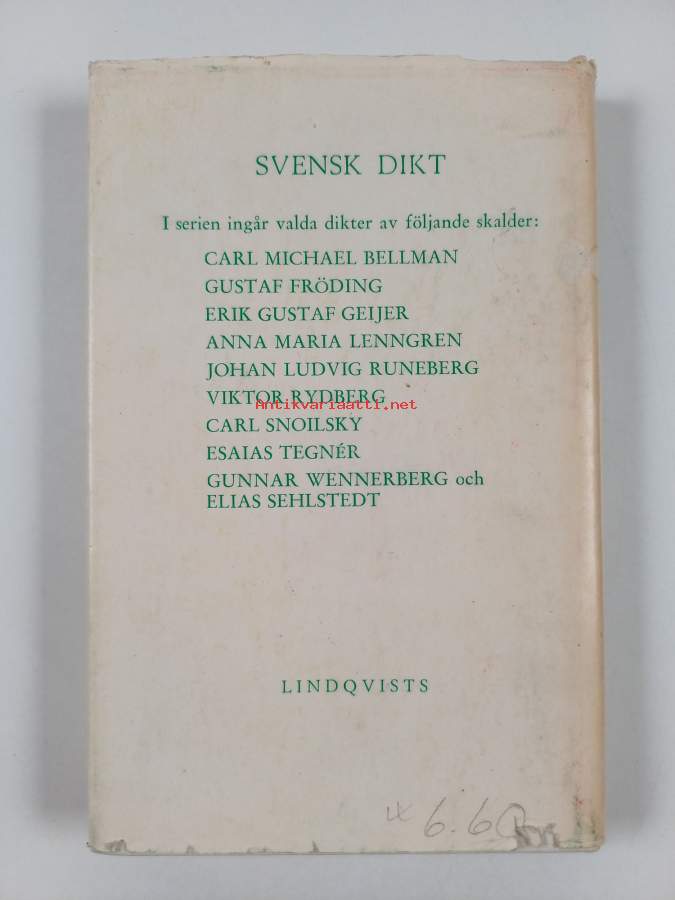 SVENSK DIKT
I serien ingår valda dikter av följande skalder:
CARL MICHAEL BELLMAN
GUSTAF FRÖDING
ERIK GUSTAF GEIJER
ANNA MARIA LENNGREN
JOHAN LUDVIG RUNEBERG
VIKTOR RYDBERG
Antikvariaatti.net
CARL SNOILSKY
ESAIAS TEGNÉR
GUNNAR WENNERBERG och
ELIAS SEHLSTEDT
LINDQVISTS
6.60